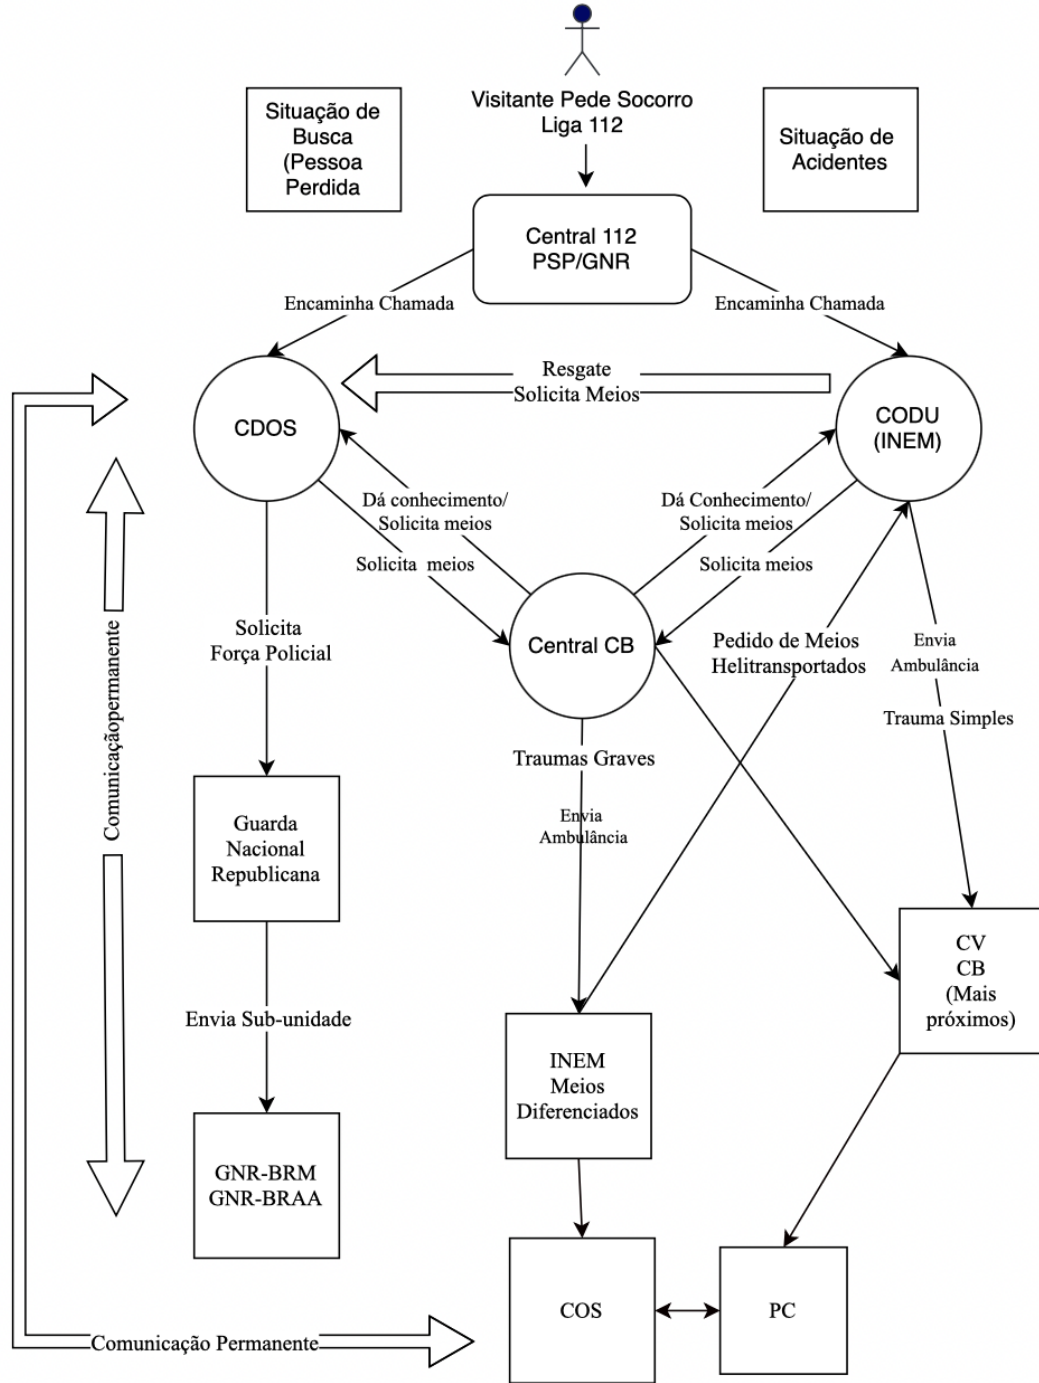 Visitante Pede Socorro
Liga 112
Situação de
Busca
(Pessoa
Perdida
Situação de
Acidentes
Central 112
PSP/GNR
Encaminha Chamada
Encaminha Chamada
Resgate
Solicita Meios
CDOS
CODU
(INEM)
Dá conhecimento/
Solicita meios
Dá Conhecimento/
Solicita meios
Solicita meios
Solicita meios
Central CB
Solicita
Força Policial
Pedido de Meios
Helitransportados
Envia
Ambulância
Trauma Simples
Comunicaçãopermanente
Traumas Graves
Envia
Ambulância
Guarda
Nacional
Republicana
CV
CB
(Mais
próximos)
Envia Sub-unidade
INEM
Meios
Diferenciados
GNR-BRM
GNR-BRAA
COS
PC
Comunicação Permanente